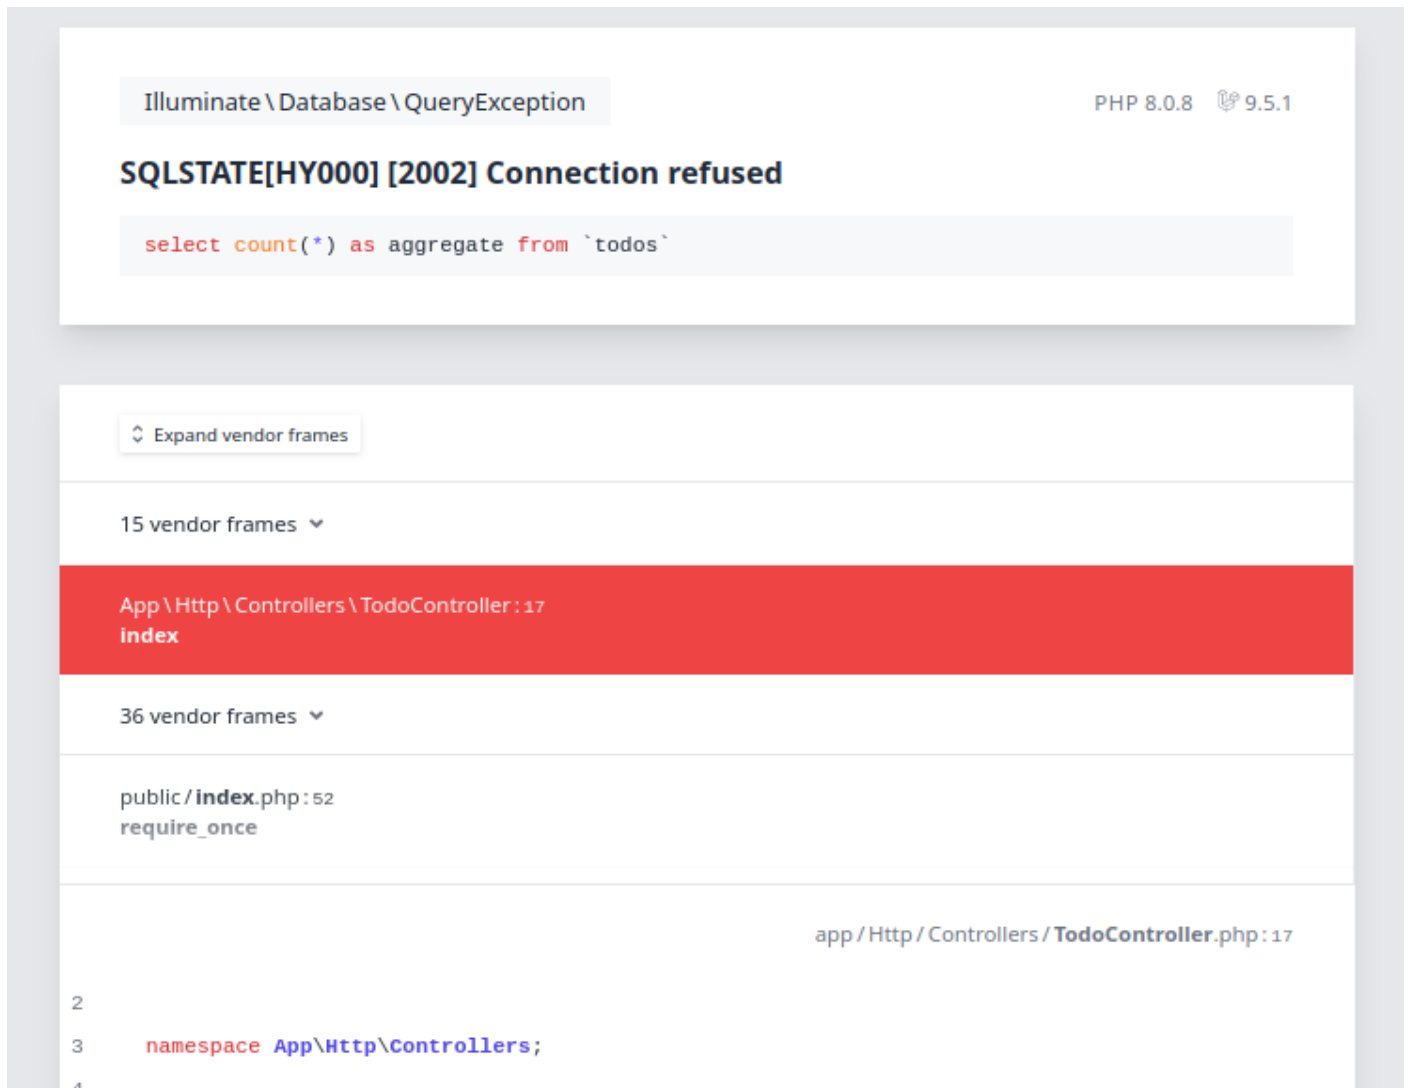 Illuminate\Database\QueryException
PHP 8.0.8 9.5.1
SQLSTATE[HY000] [2002] Connection refused
select count(*) as aggregate from `todos`
Expand vendor frames
15 vendor frames
App\Http\Controllers\TodoController:17
index
36 vendor frames
public/index.php:52
require_once
app/Http/Controllers/TodoController.php:17
2
3 namespace App\Http\Controllers;